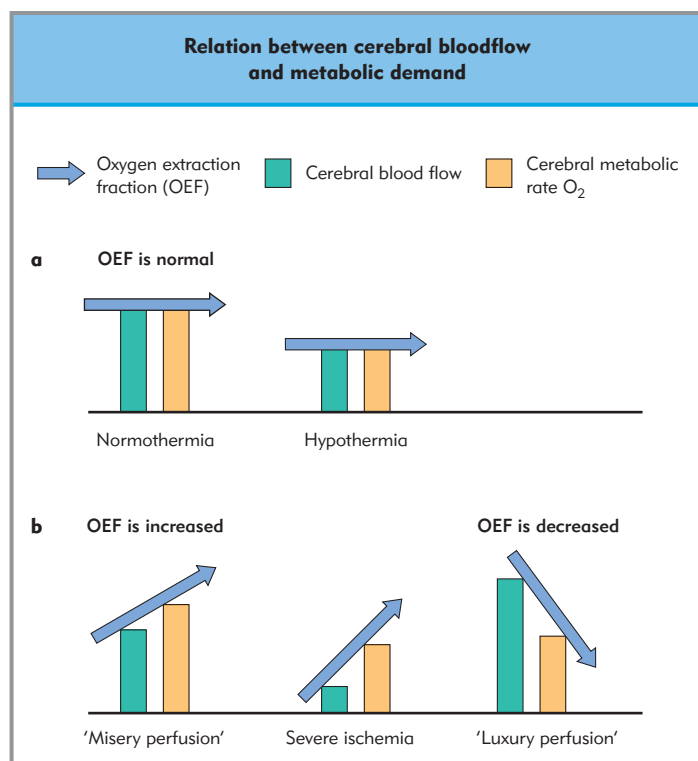 Relation between cerebral bloodflow
and metabolic demand
Oxygen extraction
fraction (OEF)
Cerebral blood flow
Cerebral metabolic
rate O₂
a OEF is normal
Normothermia Hypothermia
b OEF is increased OEF is decreased
'Misery perfusion' Severe ischemia 'Luxury perfusion'